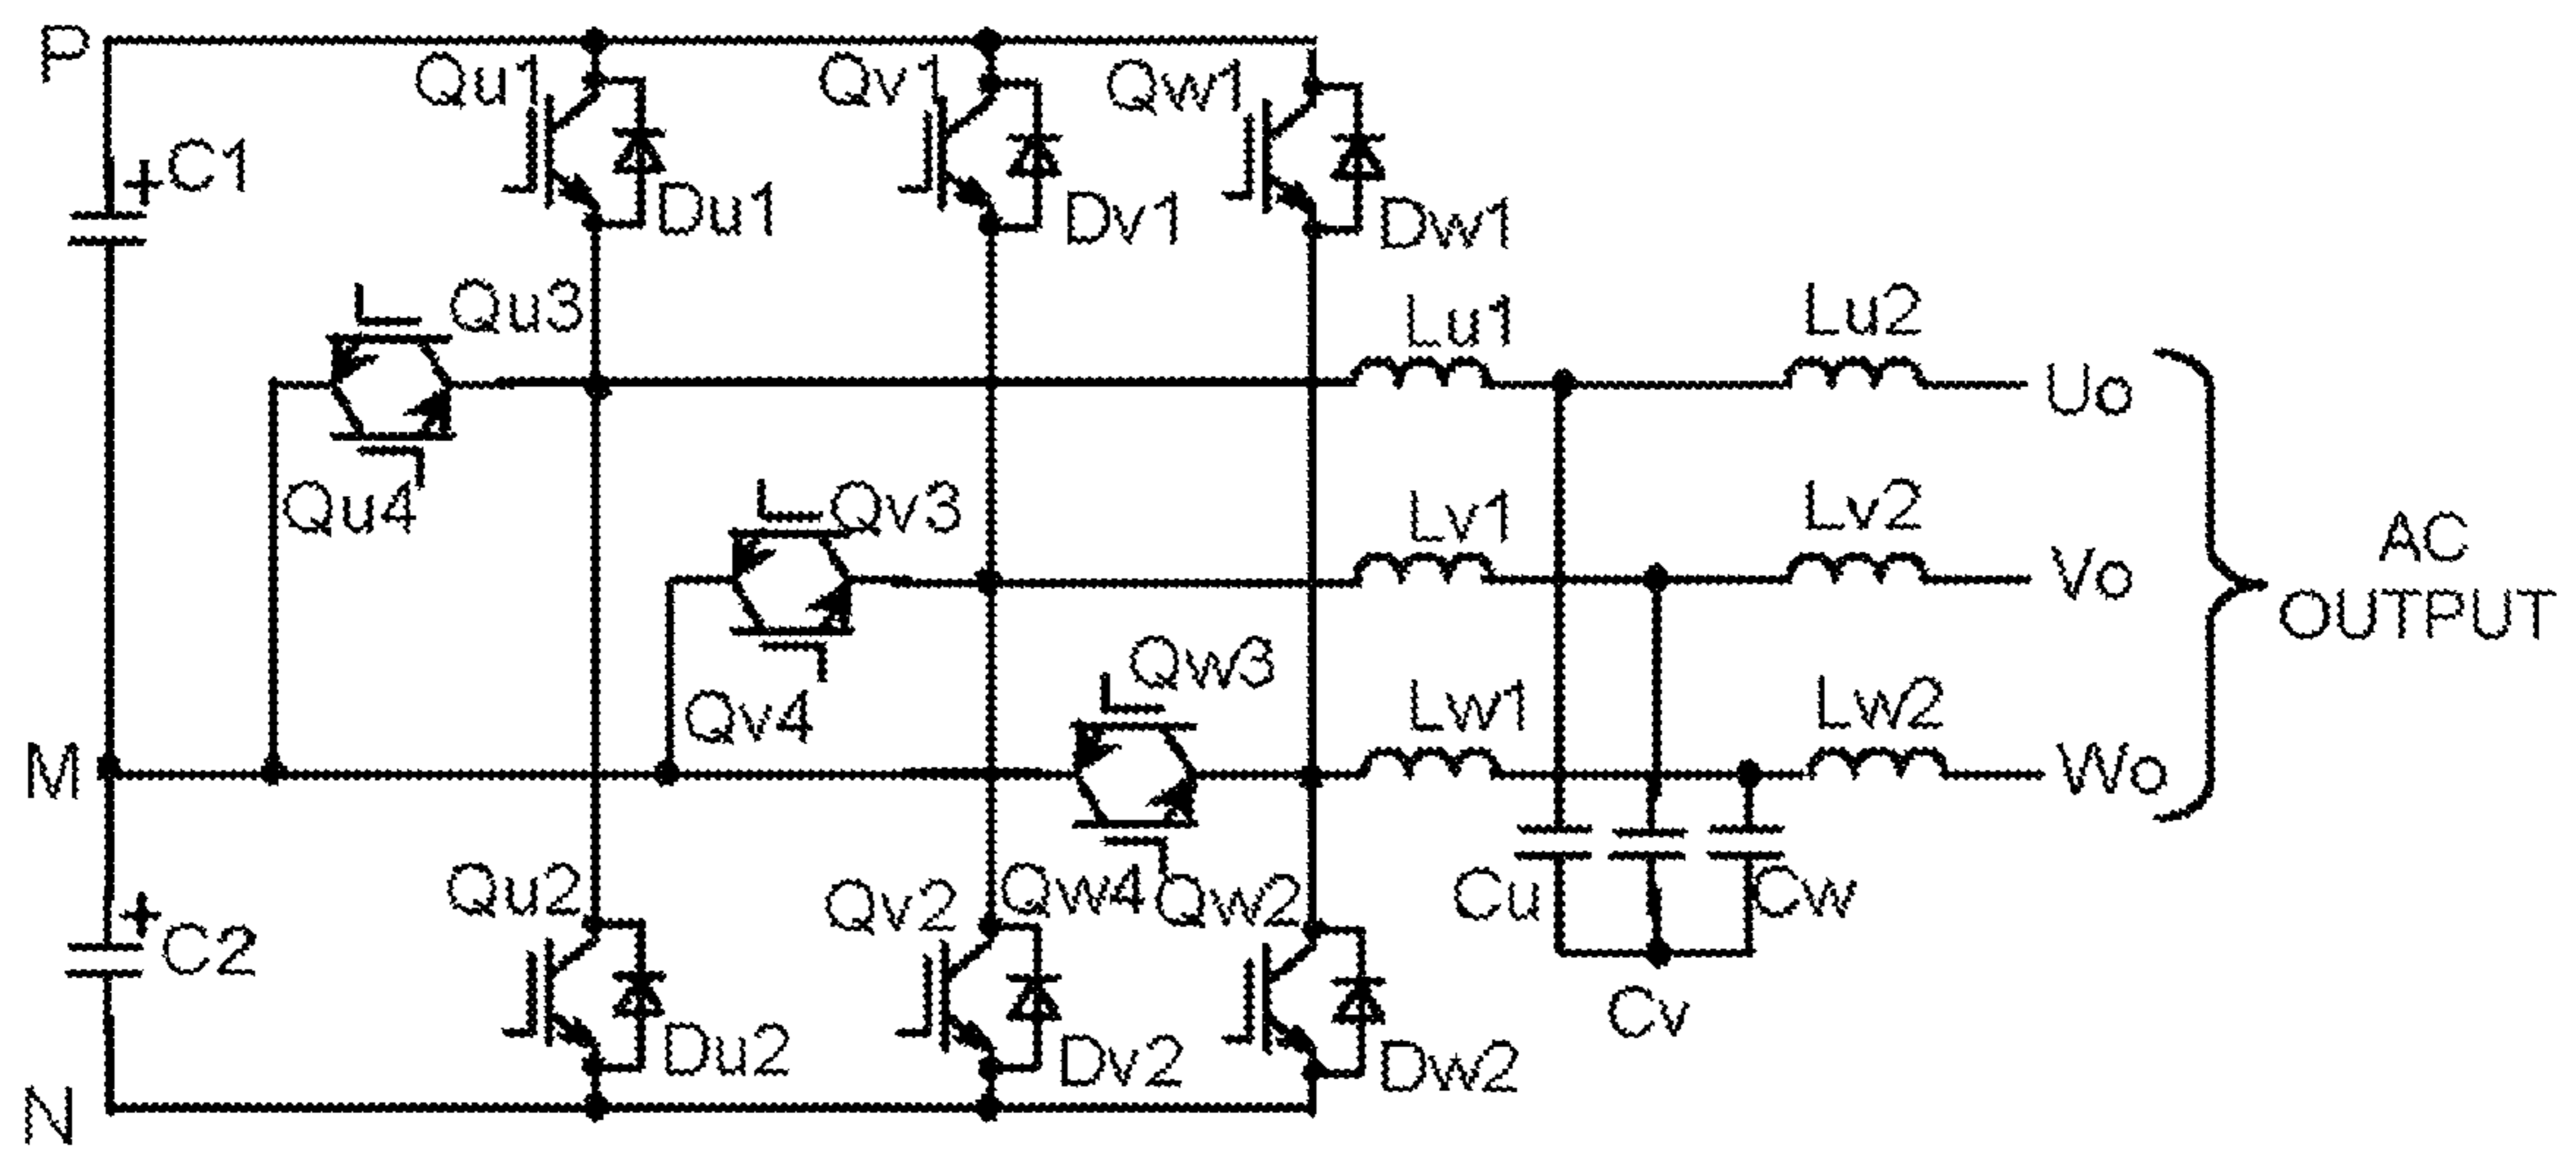 P
Qu1
Qv1
Qw1
+
C1
Du1
Dv1
Dw1
Qu3
Lu1
Lu2
Uo
Qu4
Qv3
Lv1
Lv2
Vo
AC
OUTPUT
Qv4
Qw3
Lw1
Lw2
Wo
M
Qu2
Qv2
Qw4
Qw2
Cu
Cw
+
C2
Cv
Du2
Dv2
Dw2
N